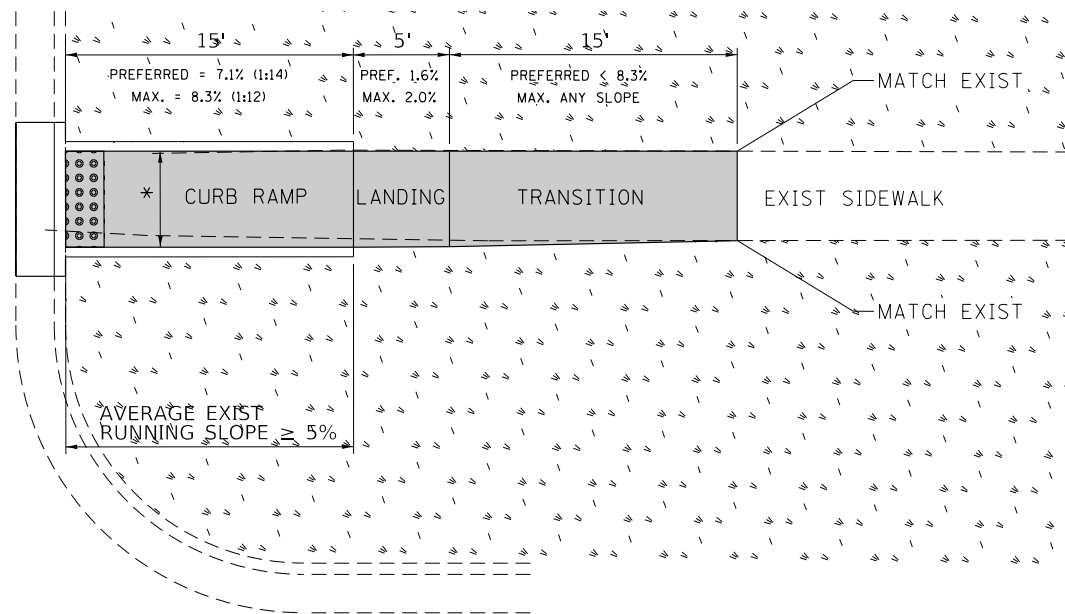 15'
5'
15'
PREFERRED = 7.1% (1:14)
MAX. = 8.3% (1:12)
PREF. 1.6%
MAX. 2.0%
PREFERRED < 8.3%
MAX. ANY SLOPE
MATCH EXIST
*
CURB RAMP
LANDING
TRANSITION
EXIST SIDEWALK
MATCH EXIST
AVERAGE EXIST
RUNNING SLOPE ≥ 5%